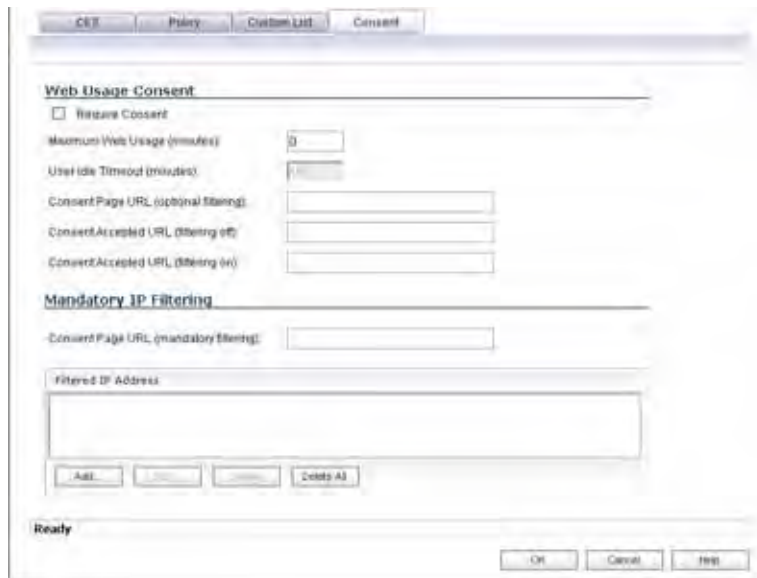 CFS Policy Custom List Consent
Web Usage Consent
Require Consent
Maximum Web Usage (minutes): 0
User Idle Timeout (minutes):
Consent Page URL (optional filtering):
Consent Accepted URL (filtering off):
Consent Accepted URL (filtering on):
Mandatory IP Filtering
Consent Page URL (mandatory filtering):
Filtered IP Address
Add... Delete All
Ready
OK Cancel Help